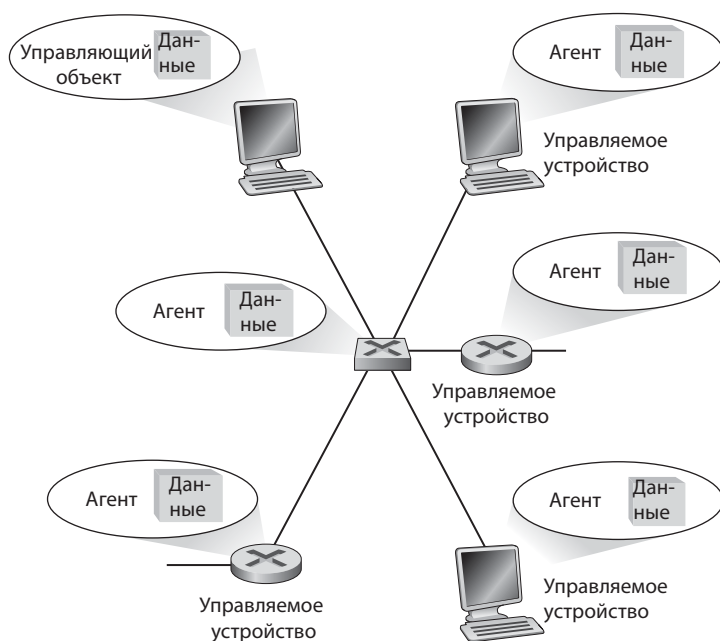 Управляющий
объект
Дан-
ные
Агент
Дан-
ные
Управляемое
устройство
Агент
Дан-
ные
Агент
Дан-
ные
Управляемое
устройство
Агент
Дан-
ные
Управляемое
устройство
Агент
Дан-
ные
Управляемое
устройство